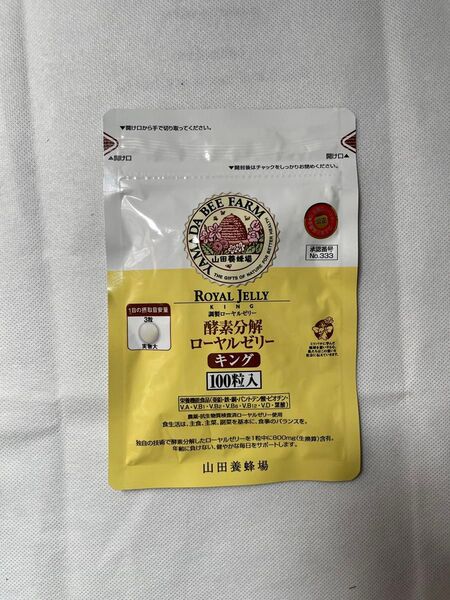 ▼開け口から手で切り取ってください。
▲開け口
開け口▲
▼開封後はチャックをしっかりお閉めください。
YAMADA BEE FARM
山田養蜂場
THE GIFTS OF NATURE FOR BETTER HEALTH
承認番号
No.333
ROYAL JELLY
KING
調製ローヤルゼリー
1日の摂取目安量
3粒
実物大
酵素分解
ローヤルゼリー
キング
100粒入
栄養機能食品(亜鉛・鉄・銅・パントテン酸・ビオチン・
V.A・V.B1・V.B2・V.B6・V.B12・V.D・葉酸)
農薬・抗生物質検査済ローヤルゼリー使用
食生活は、主食、主菜、副菜を基本に、食事のバランスを。
独自の技術で酵素分解したローヤルゼリーを1粒中に800mg(生換算)含有。
年齢に負けない、健やかな毎日をサポートします。
山田養蜂場